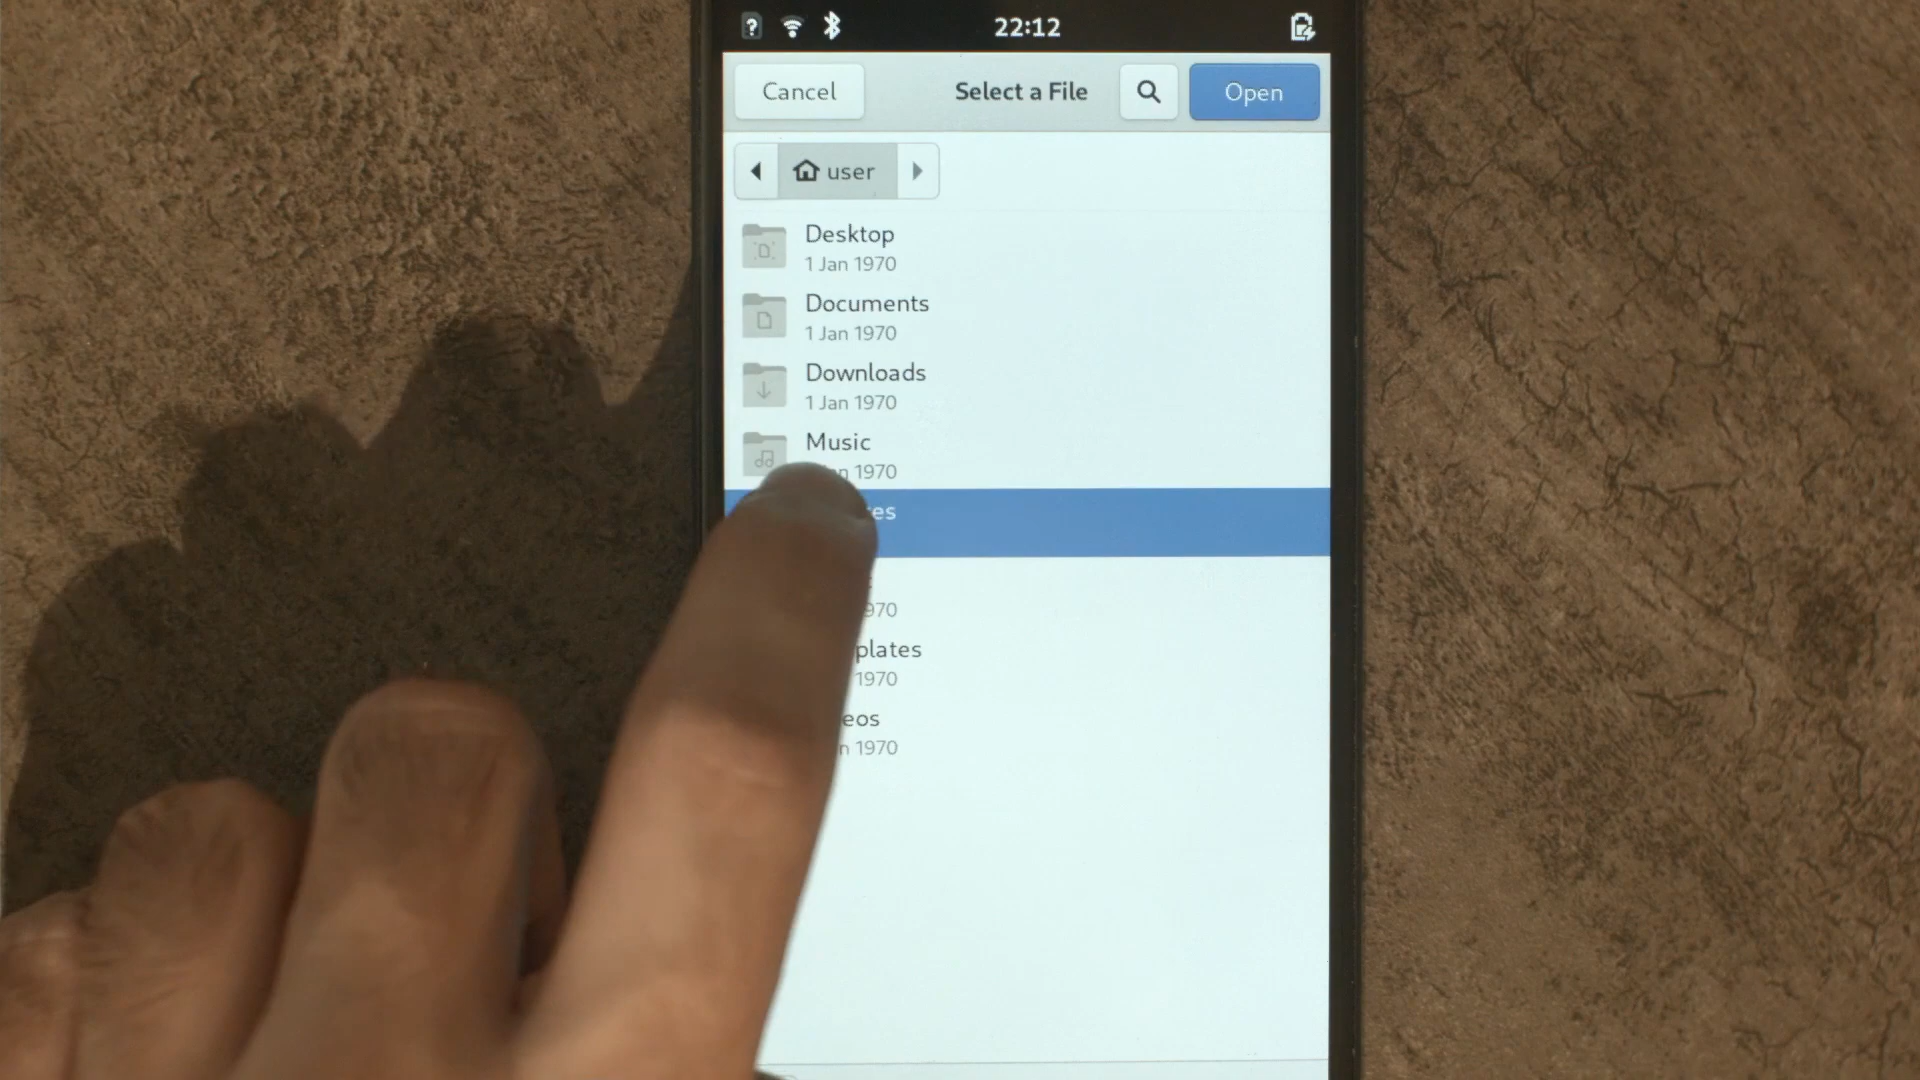 22:12
Cancel Select a File Open
user
Desktop
1 Jan 1970
Documents
1 Jan 1970
Downloads
1 Jan 1970
Music
1970
1970
1970
1970